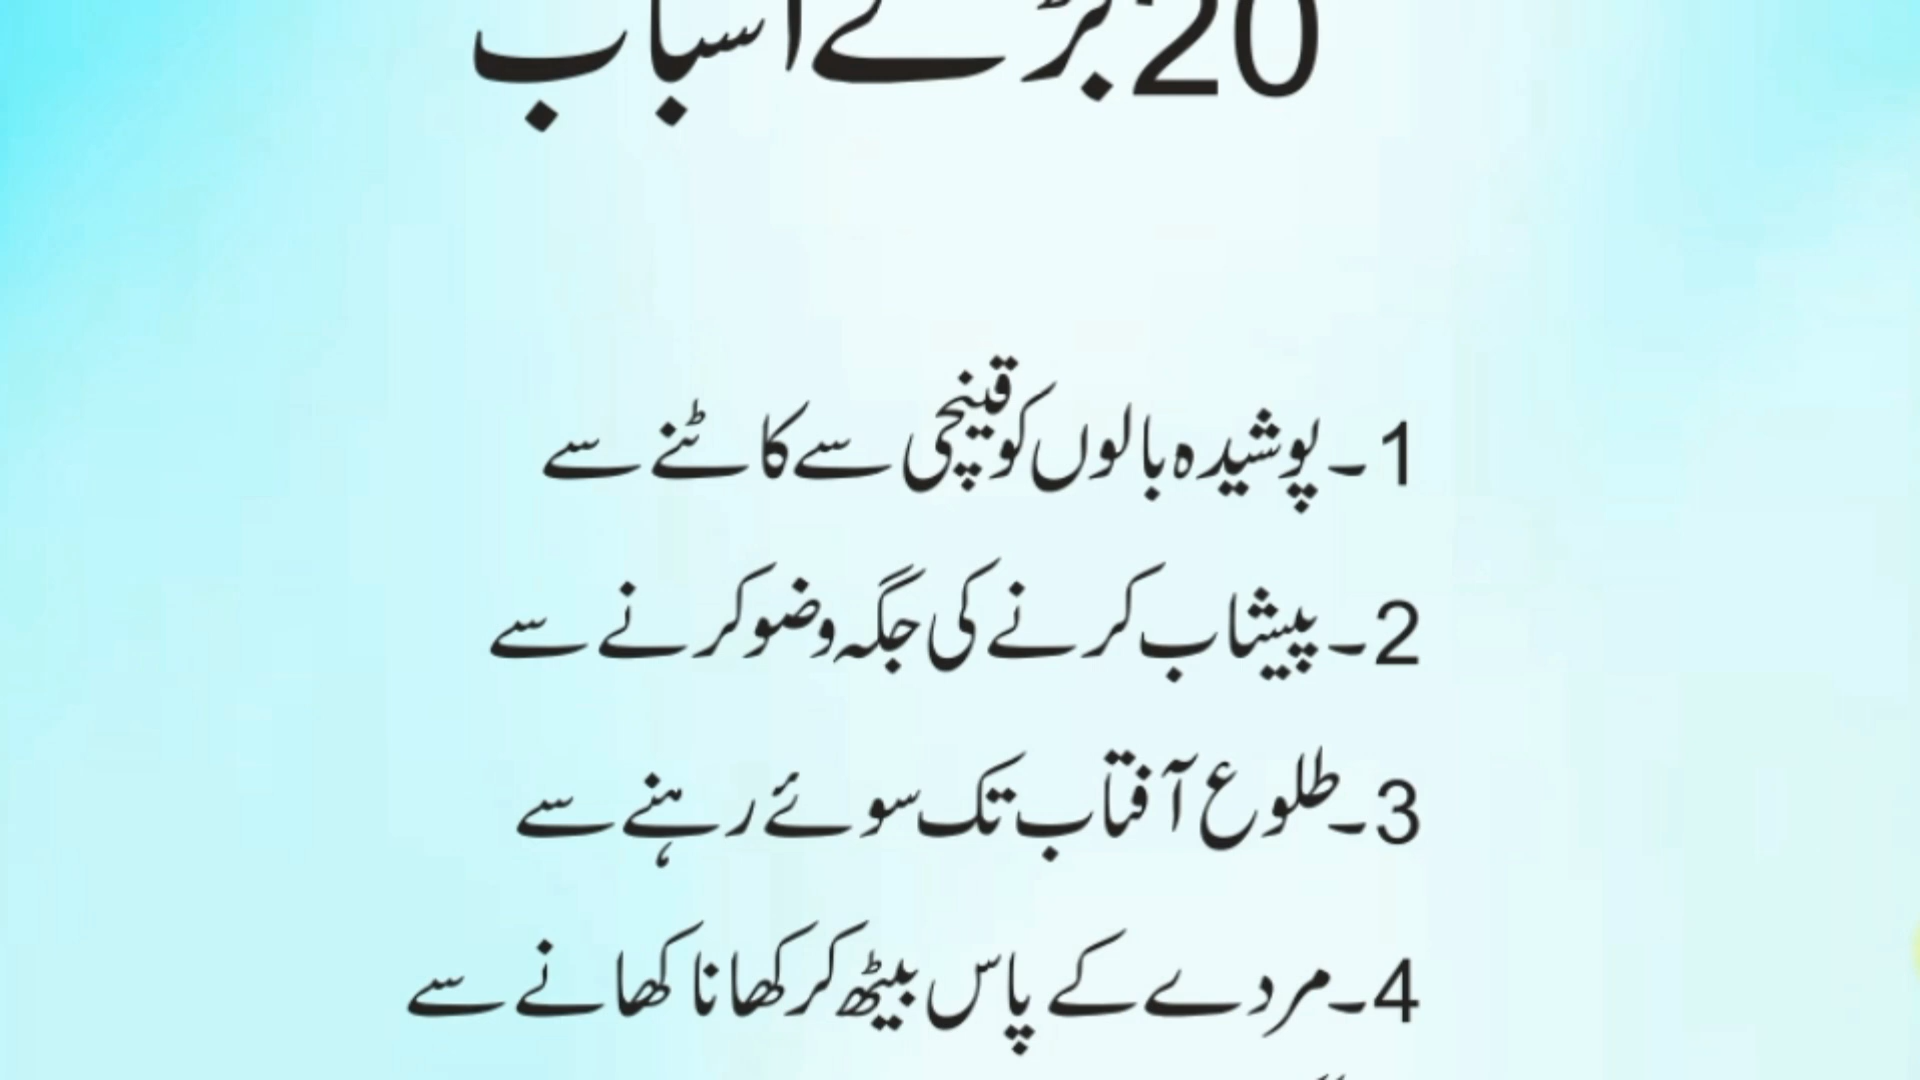 20 بڑے اسباب
1۔ پوشیدہ بالوں کو قینچی سے کاٹنے سے
2۔ پیشاب کرنے کی جگہ وضو کرنے سے
3۔ طلوع آفتاب تک سوئے رہنے سے
4۔ مردے کے پاس بیٹھ کر کھانا کھانے سے